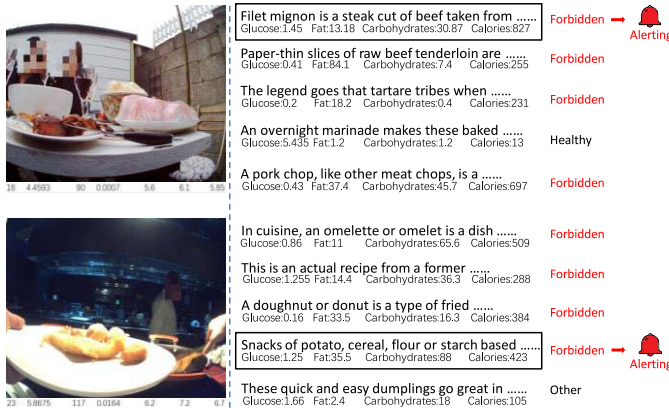 Filet mignon is a steak cut of beef taken from ......
Glucose:1.45 Fat:13.18 Carbohydrates:30.87 Calories:827
Forbidden
Alerting
Paper-thin slices of raw beef tenderloin are ......
Glucose:0.41 Fat:84.1 Carbohydrates:7.4 Calories:255
Forbidden
The legend goes that tartare tribes when ......
Glucose:0.2 Fat:18.2 Carbohydrates:0.4 Calories:231
Forbidden
An overnight marinade makes these baked ......
Glucose:5.435 Fat:1.2 Carbohydrates:1.2 Calories:13
Healthy
A pork chop, like other meat chops, is a ......
Glucose:0.43 Fat:37.4 Carbohydrates:45.7 Calories:697
Forbidden
18 4.4593 90 0.0007 5.6 6.1 5.85
In cuisine, an omelette or omelet is a dish ......
Glucose:0.86 Fat:11 Carbohydrates:65.6 Calories:509
Forbidden
This is an actual recipe from a former ......
Glucose:1.255 Fat:14.4 Carbohydrates:36.3 Calories:288
Forbidden
A doughnut or donut is a type of fried ......
Glucose:0.16 Fat:33.5 Carbohydrates:16.3 Calories:384
Forbidden
Snacks of potato, cereal, flour or starch based ......
Glucose:1.25 Fat:35.5 Carbohydrates:88 Calories:423
Forbidden
Alerting
These quick and easy dumplings go great in ......
Glucose:1.66 Fat:2.4 Carbohydrates:18 Calories:105
Other
23 5.8675 117 0.0164 6.2 7.2 6.7